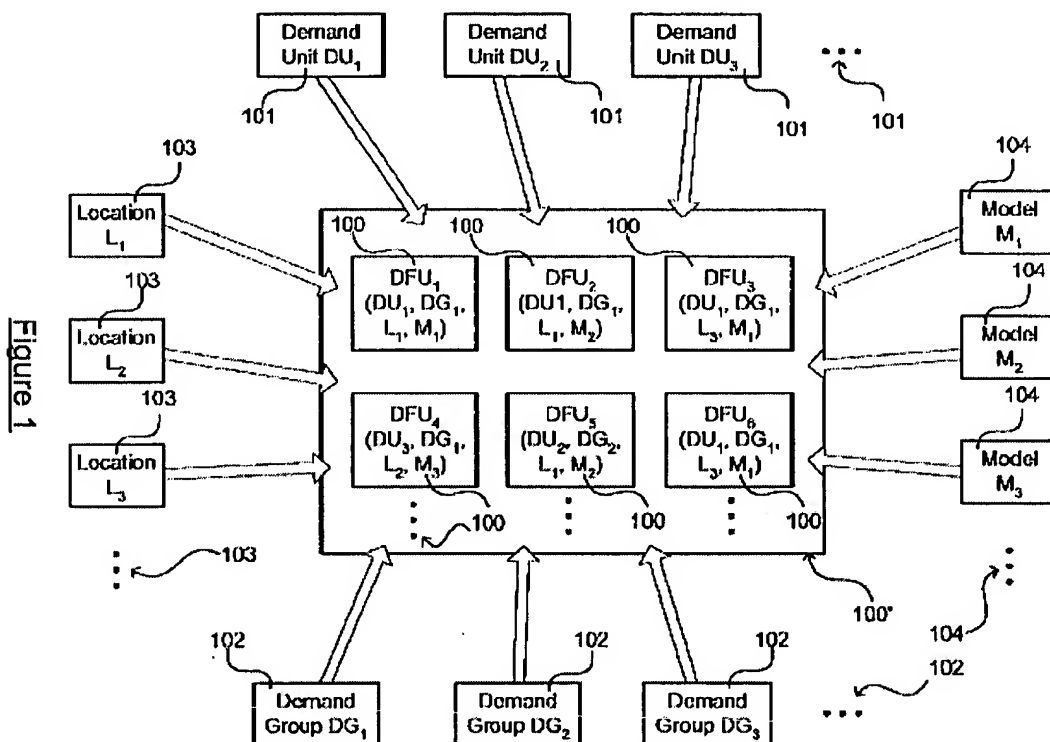 Demand
Unit DU₁
Demand
Unit DU₂
Demand
Unit DU₃
...
101
101
101
101
103
Location
L₁
103
Location
L₂
103
Location
L₃
103
104
Model
M₁
104
Model
M₂
104
Model
M₃
104
100
DFU₁
(DU₁, DG₁,
L₁, M₁)
100
DFU₂
(DU1, DG₁,
L₁, M₂)
100
DFU₃
(DU₁, DG₁,
L₃, M₁)
DFU₄
(DU₃, DG₁,
L₂, M₃)
DFU₅
(DU₂, DG₂,
L₁, M₂)
DFU₆
(DU₁, DG₁,
L₃, M₁)
100
100
100
100"
102
Demand
Group DG₁
102
Demand
Group DG₂
102
Demand
Group DG₃
...
102
Figure 1